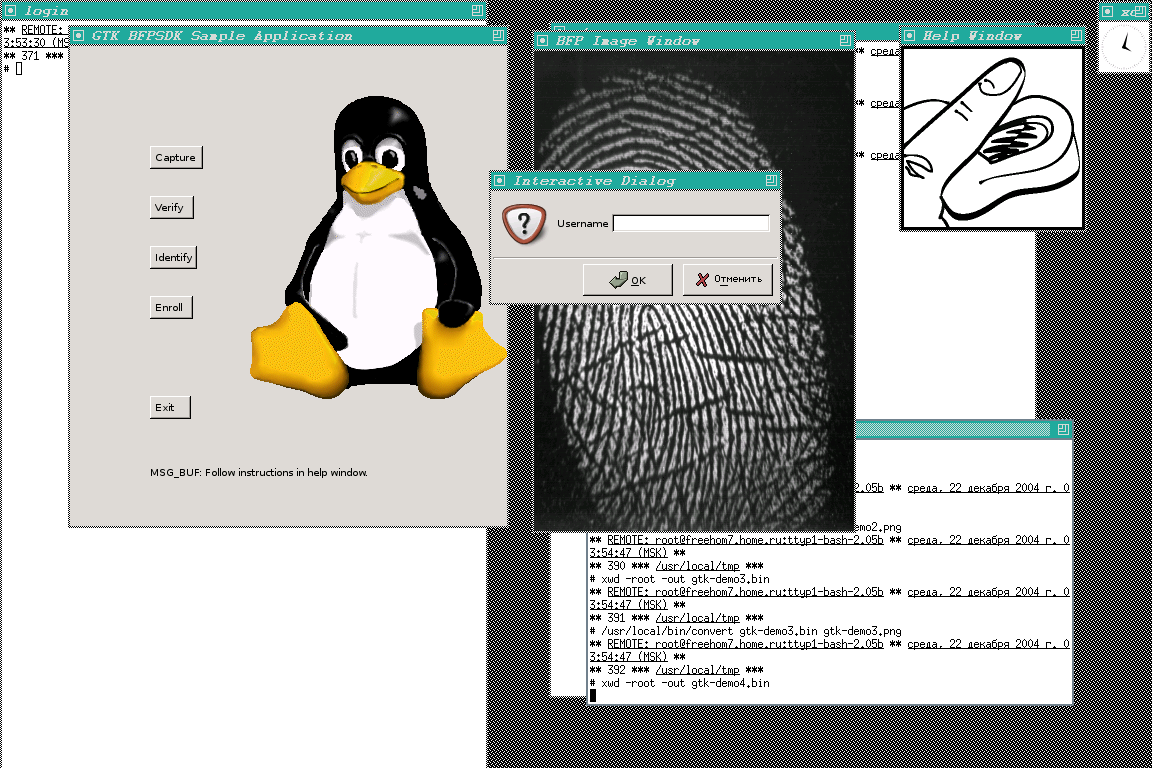 login
** REMOTE:
3:53:30 (MS
** 371 ***
#
GTK BFPSDK Sample Application
Capture
Verify
Identify
Enroll
Exit
MSG_BUF: Follow instructions in help window.
BFP Image Window
Interactive Dialog
Username
OK
Отменить
Help Window
** среда
** среда
** среда
2.05b ** среда, 22 декабря 2004 г. 0
emo2.png
** REMOTE: root@freehom7.home.ru:ttyp1-bash-2.05b ** среда, 22 декабря 2004 г. 0
3:54:47 (MSK) **
** 390 *** /usr/local/tmp ***
# xwd -root -out gtk-demo3.bin
** REMOTE: root@freehom7.home.ru:ttyp1-bash-2.05b ** среда, 22 декабря 2004 г. 0
3:54:47 (MSK) **
** 391 *** /usr/local/tmp ***
# /usr/local/bin/convert gtk-demo3.bin gtk-demo3.png
** REMOTE: root@freehom7.home.ru:ttyp1-bash-2.05b ** среда, 22 декабря 2004 г. 0
3:54:47 (MSK) **
** 392 *** /usr/local/tmp ***
# xwd -root -out gtk-demo4.bin